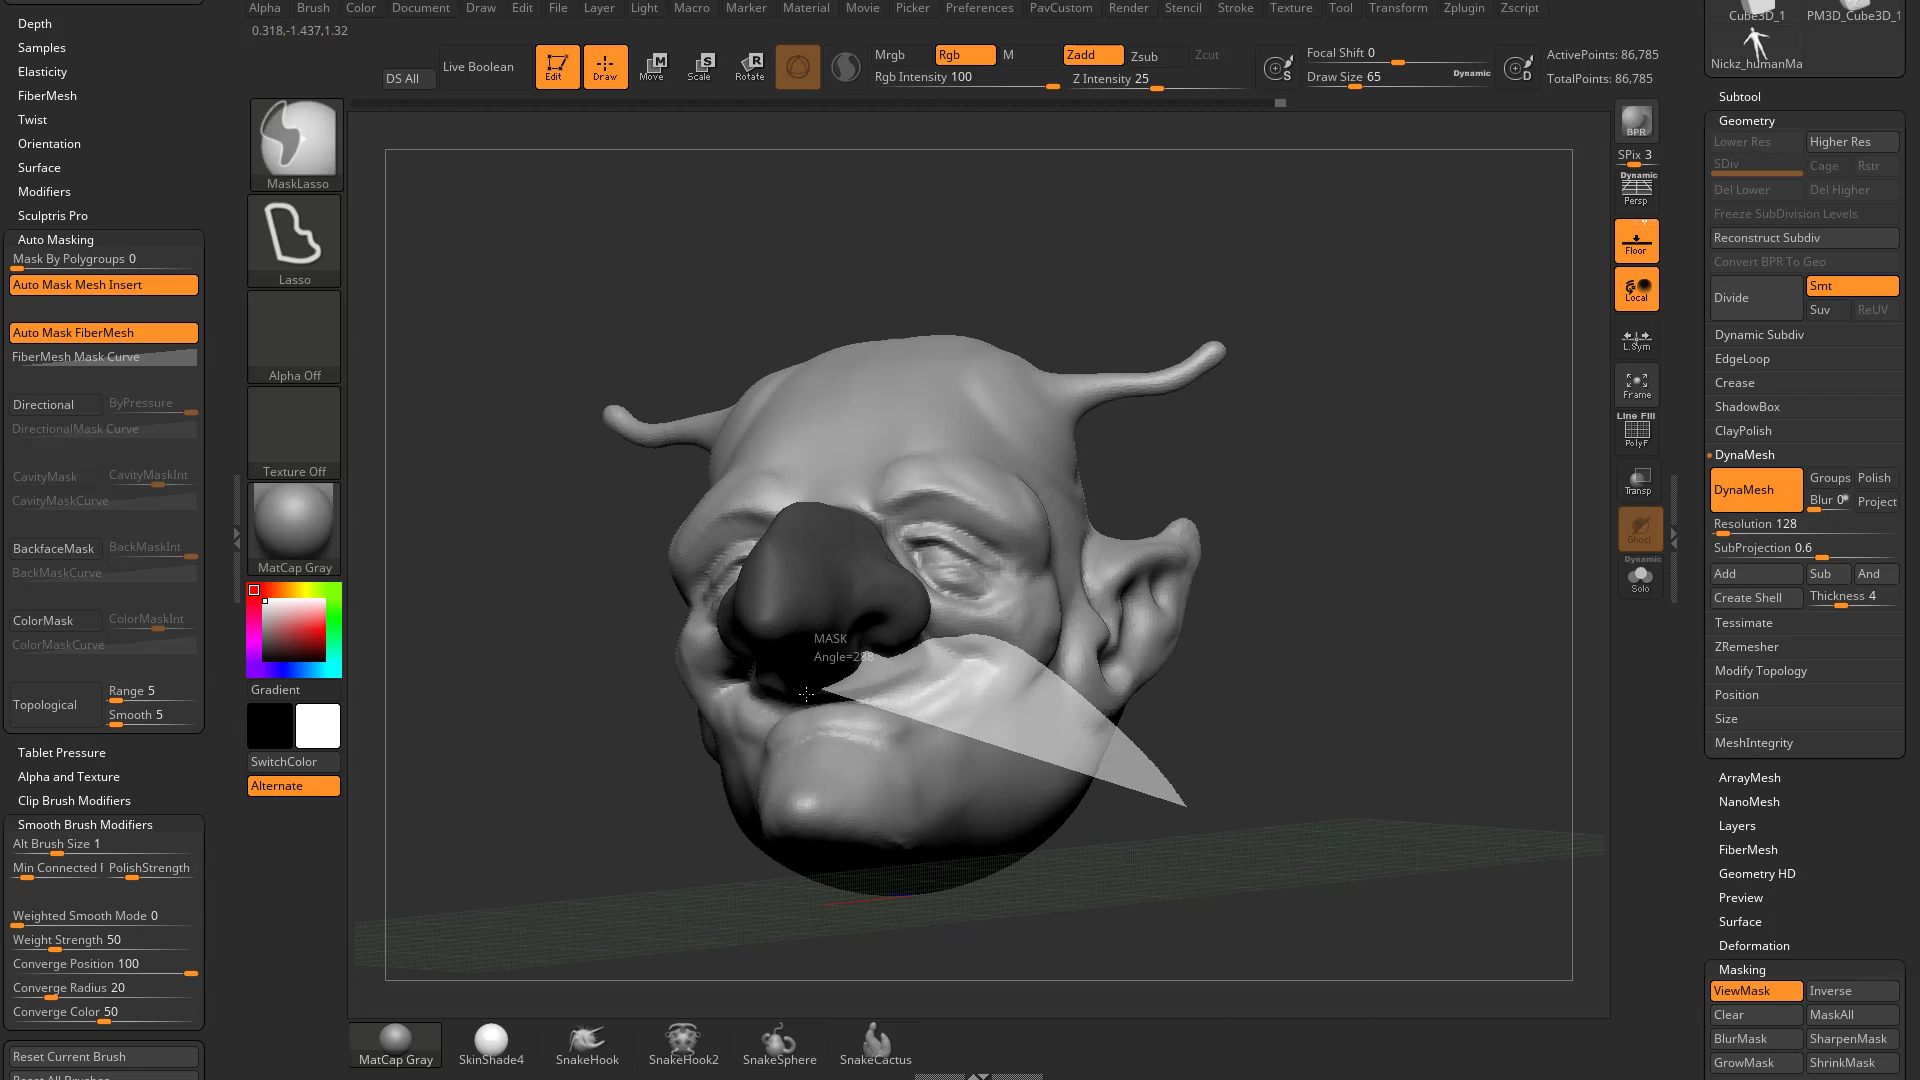 Alpha Brush Color Document Draw Edit File Layer Light Macro Marker Material Movie Picker Preferences PavCustom Render Stencil Stroke Texture Tool Transform Zplugin Zscript
0.318,-1.437,1.32
DS All
Live Boolean
Edit
Draw
Move
Scale
Rotate
Mrgb Rgb M
Rgb Intensity 100
Zadd Zsub Zcut
Z Intensity 25
S
Focal Shift 0
Draw Size 65 Dynamic
D
ActivePoints: 86,785
TotalPoints: 86,785
Depth
Samples
Elasticity
FiberMesh
Twist
Orientation
Surface
Modifiers
Sculptris Pro
Auto Masking
Mask By Polygroups 0
Auto Mask Mesh Insert
Auto Mask FiberMesh
FiberMesh Mask Curve
Directional ByPressure
DirectionalMask Curve
CavityMask CavityMaskInt
CavityMaskCurve
BackfaceMask BackMaskInt
BackMaskCurve
ColorMask ColorMaskInt
ColorMaskCurve
Topological Range 5
Smooth 5
Tablet Pressure
Alpha and Texture
Clip Brush Modifiers
Smooth Brush Modifiers
Alt Brush Size 1
Min Connected PolishStrength
Weighted Smooth Mode 0
Weight Strength 50
Converge Position 100
Converge Radius 20
Converge Color 50
Reset Current Brush
Reset All Brushes
MaskLasso
Lasso
Alpha Off
Texture Off
MatCap Gray
Gradient
SwitchColor
Alternate
MASK
Angle=288
MatCap Gray
SkinShade4
SnakeHook
SnakeHook2
SnakeSphere
SnakeCactus
BPR
SPix 3
Dynamic
Persp
Floor
Local
L.Sym
Frame
Line Fill
PolyF
Transp
Ghost
Dynamic
Solo
Cube3D_1 PM3D_Cube3D_1
Nickz_humanMa
Subtool
Geometry
Lower Res Higher Res
SDiv Cage Rstr
Del Lower Del Higher
Freeze SubDivision Levels
Reconstruct Subdiv
Convert BPR To Geo
Divide Smt
Suv ReUV
Dynamic Subdiv
EdgeLoop
Crease
ShadowBox
ClayPolish
DynaMesh
DynaMesh Groups Polish
Blur 0 Project
Resolution 128
SubProjection 0.6
Add Sub And
Create Shell Thickness 4
Tessimate
ZRemesher
Modify Topology
Position
Size
MeshIntegrity
ArrayMesh
NanoMesh
Layers
FiberMesh
Geometry HD
Preview
Surface
Deformation
Masking
ViewMask Inverse
Clear MaskAll
BlurMask SharpenMask
GrowMask ShrinkMask